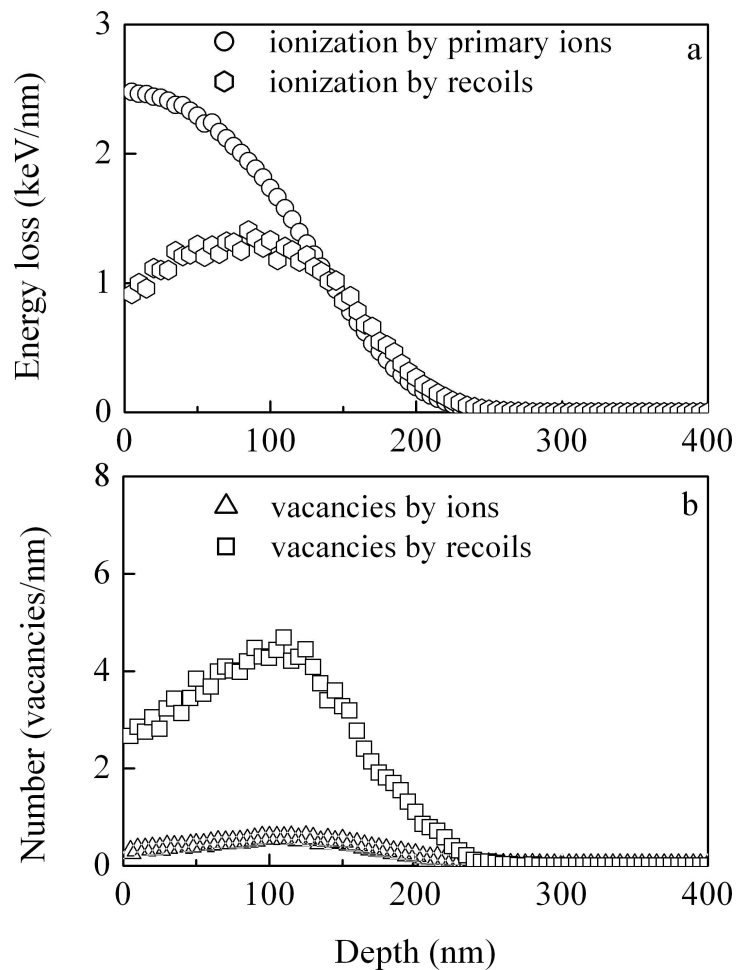 3
ionization by primary ions
a
ionization by recoils
2
Energy loss (keV/nm)
1
0
0 100 200 300 400
8
vacancies by ions
b
vacancies by recoils
6
Number (vacancies/nm)
4
2
0
0 100 200 300 400
Depth (nm)